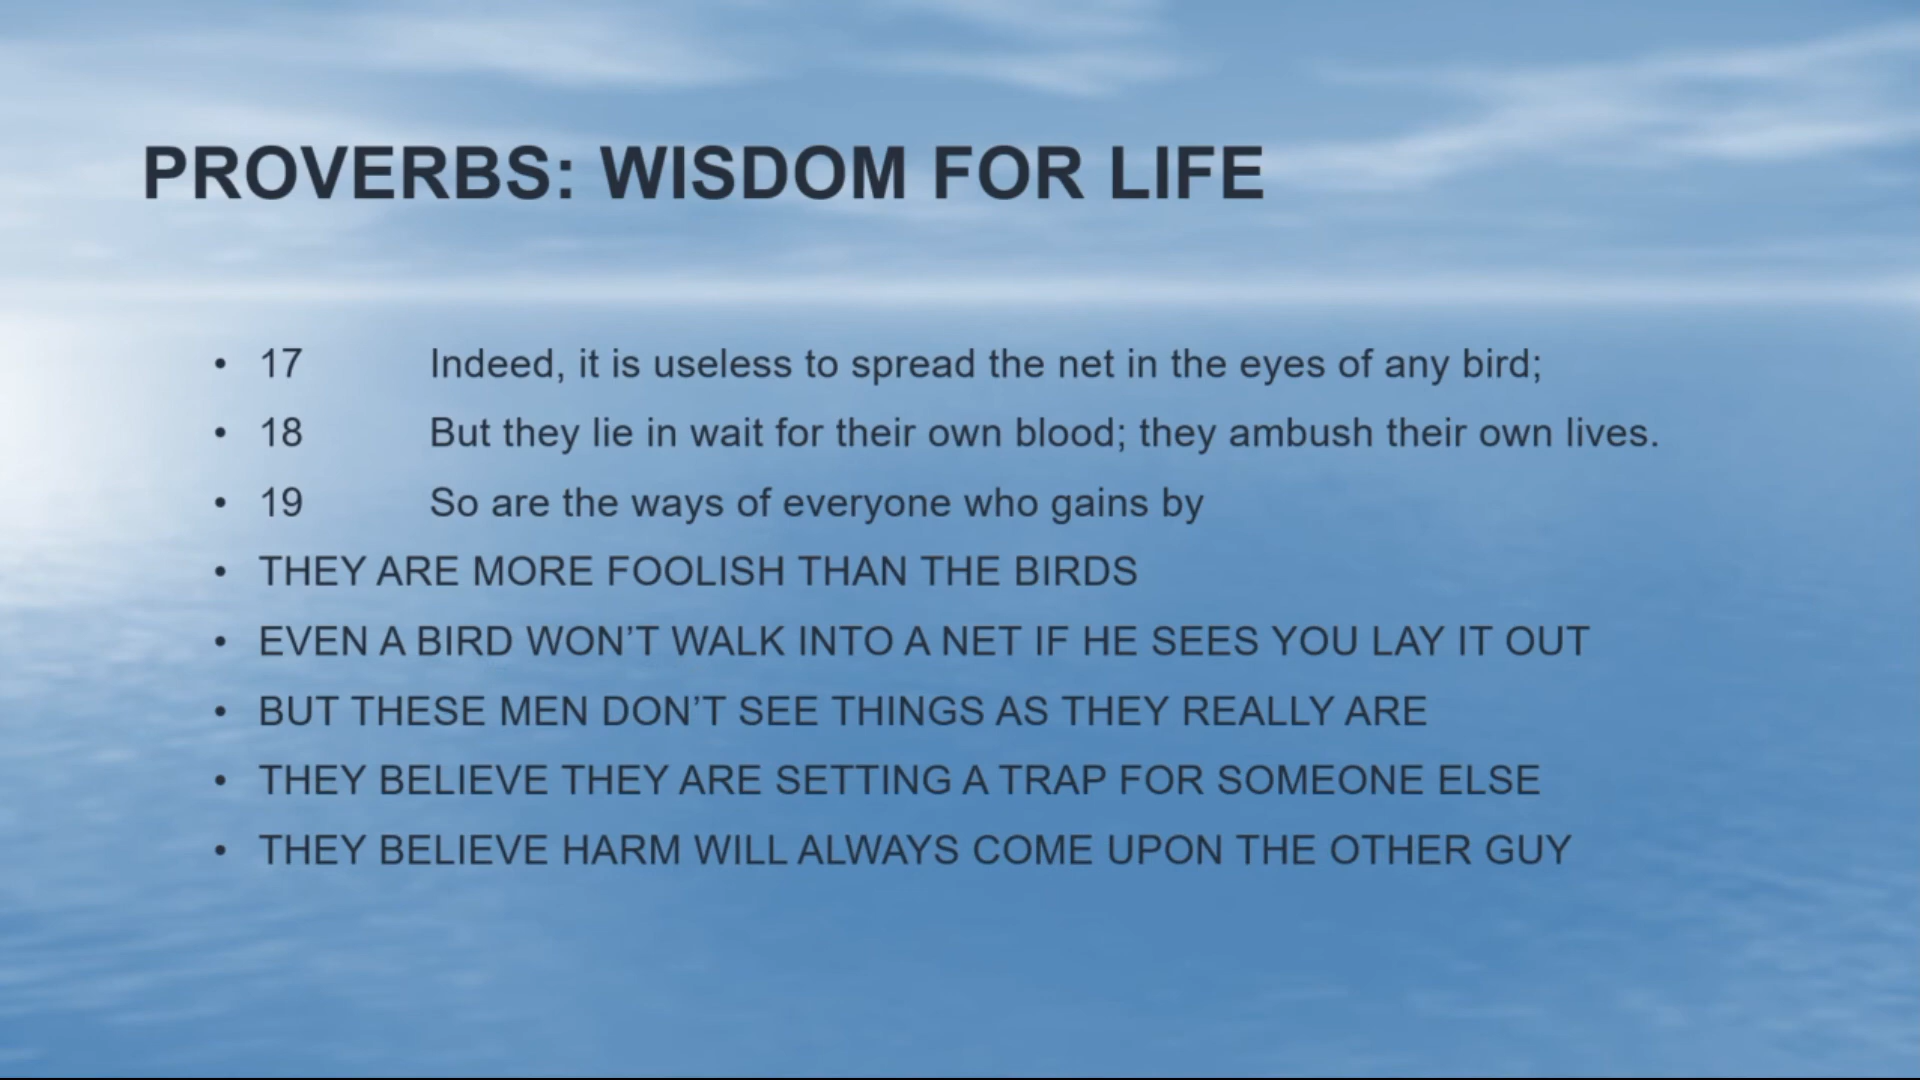 PROVERBS: WISDOM FOR LIFE
• 17 Indeed, it is useless to spread the net in the eyes of any bird;
• 18 But they lie in wait for their own blood; they ambush their own lives.
• 19 So are the ways of everyone who gains by
• THEY ARE MORE FOOLISH THAN THE BIRDS
• EVEN A BIRD WON’T WALK INTO A NET IF HE SEES YOU LAY IT OUT
• BUT THESE MEN DON’T SEE THINGS AS THEY REALLY ARE
• THEY BELIEVE THEY ARE SETTING A TRAP FOR SOMEONE ELSE
• THEY BELIEVE HARM WILL ALWAYS COME UPON THE OTHER GUY